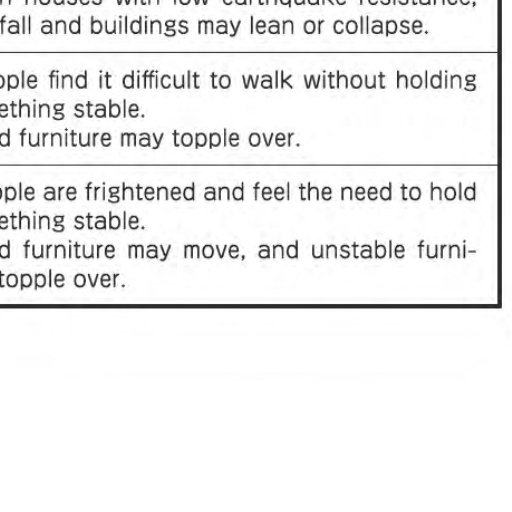 houses with low earthquake resistance,
fall and buildings may lean or collapse.
ple find it difficult to walk without holding
ething stable.
d furniture may topple over.
ple are frightened and feel the need to hold
ething stable.
d furniture may move, and unstable furni-
topple over.